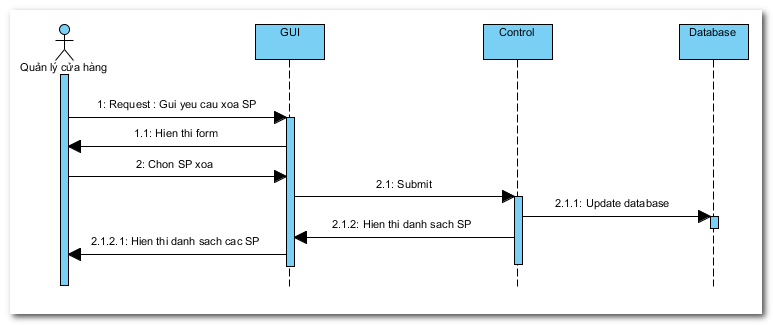 GUI
Control
Database
Quản lý cửa hàng
1: Request : Gui yeu cau xoa SP
1.1: Hien thi form
2: Chon SP xoa
2.1: Submit
2.1.1: Update database
2.1.2: Hien thi danh sach SP
2.1.2.1: Hien thi danh sach cac SP